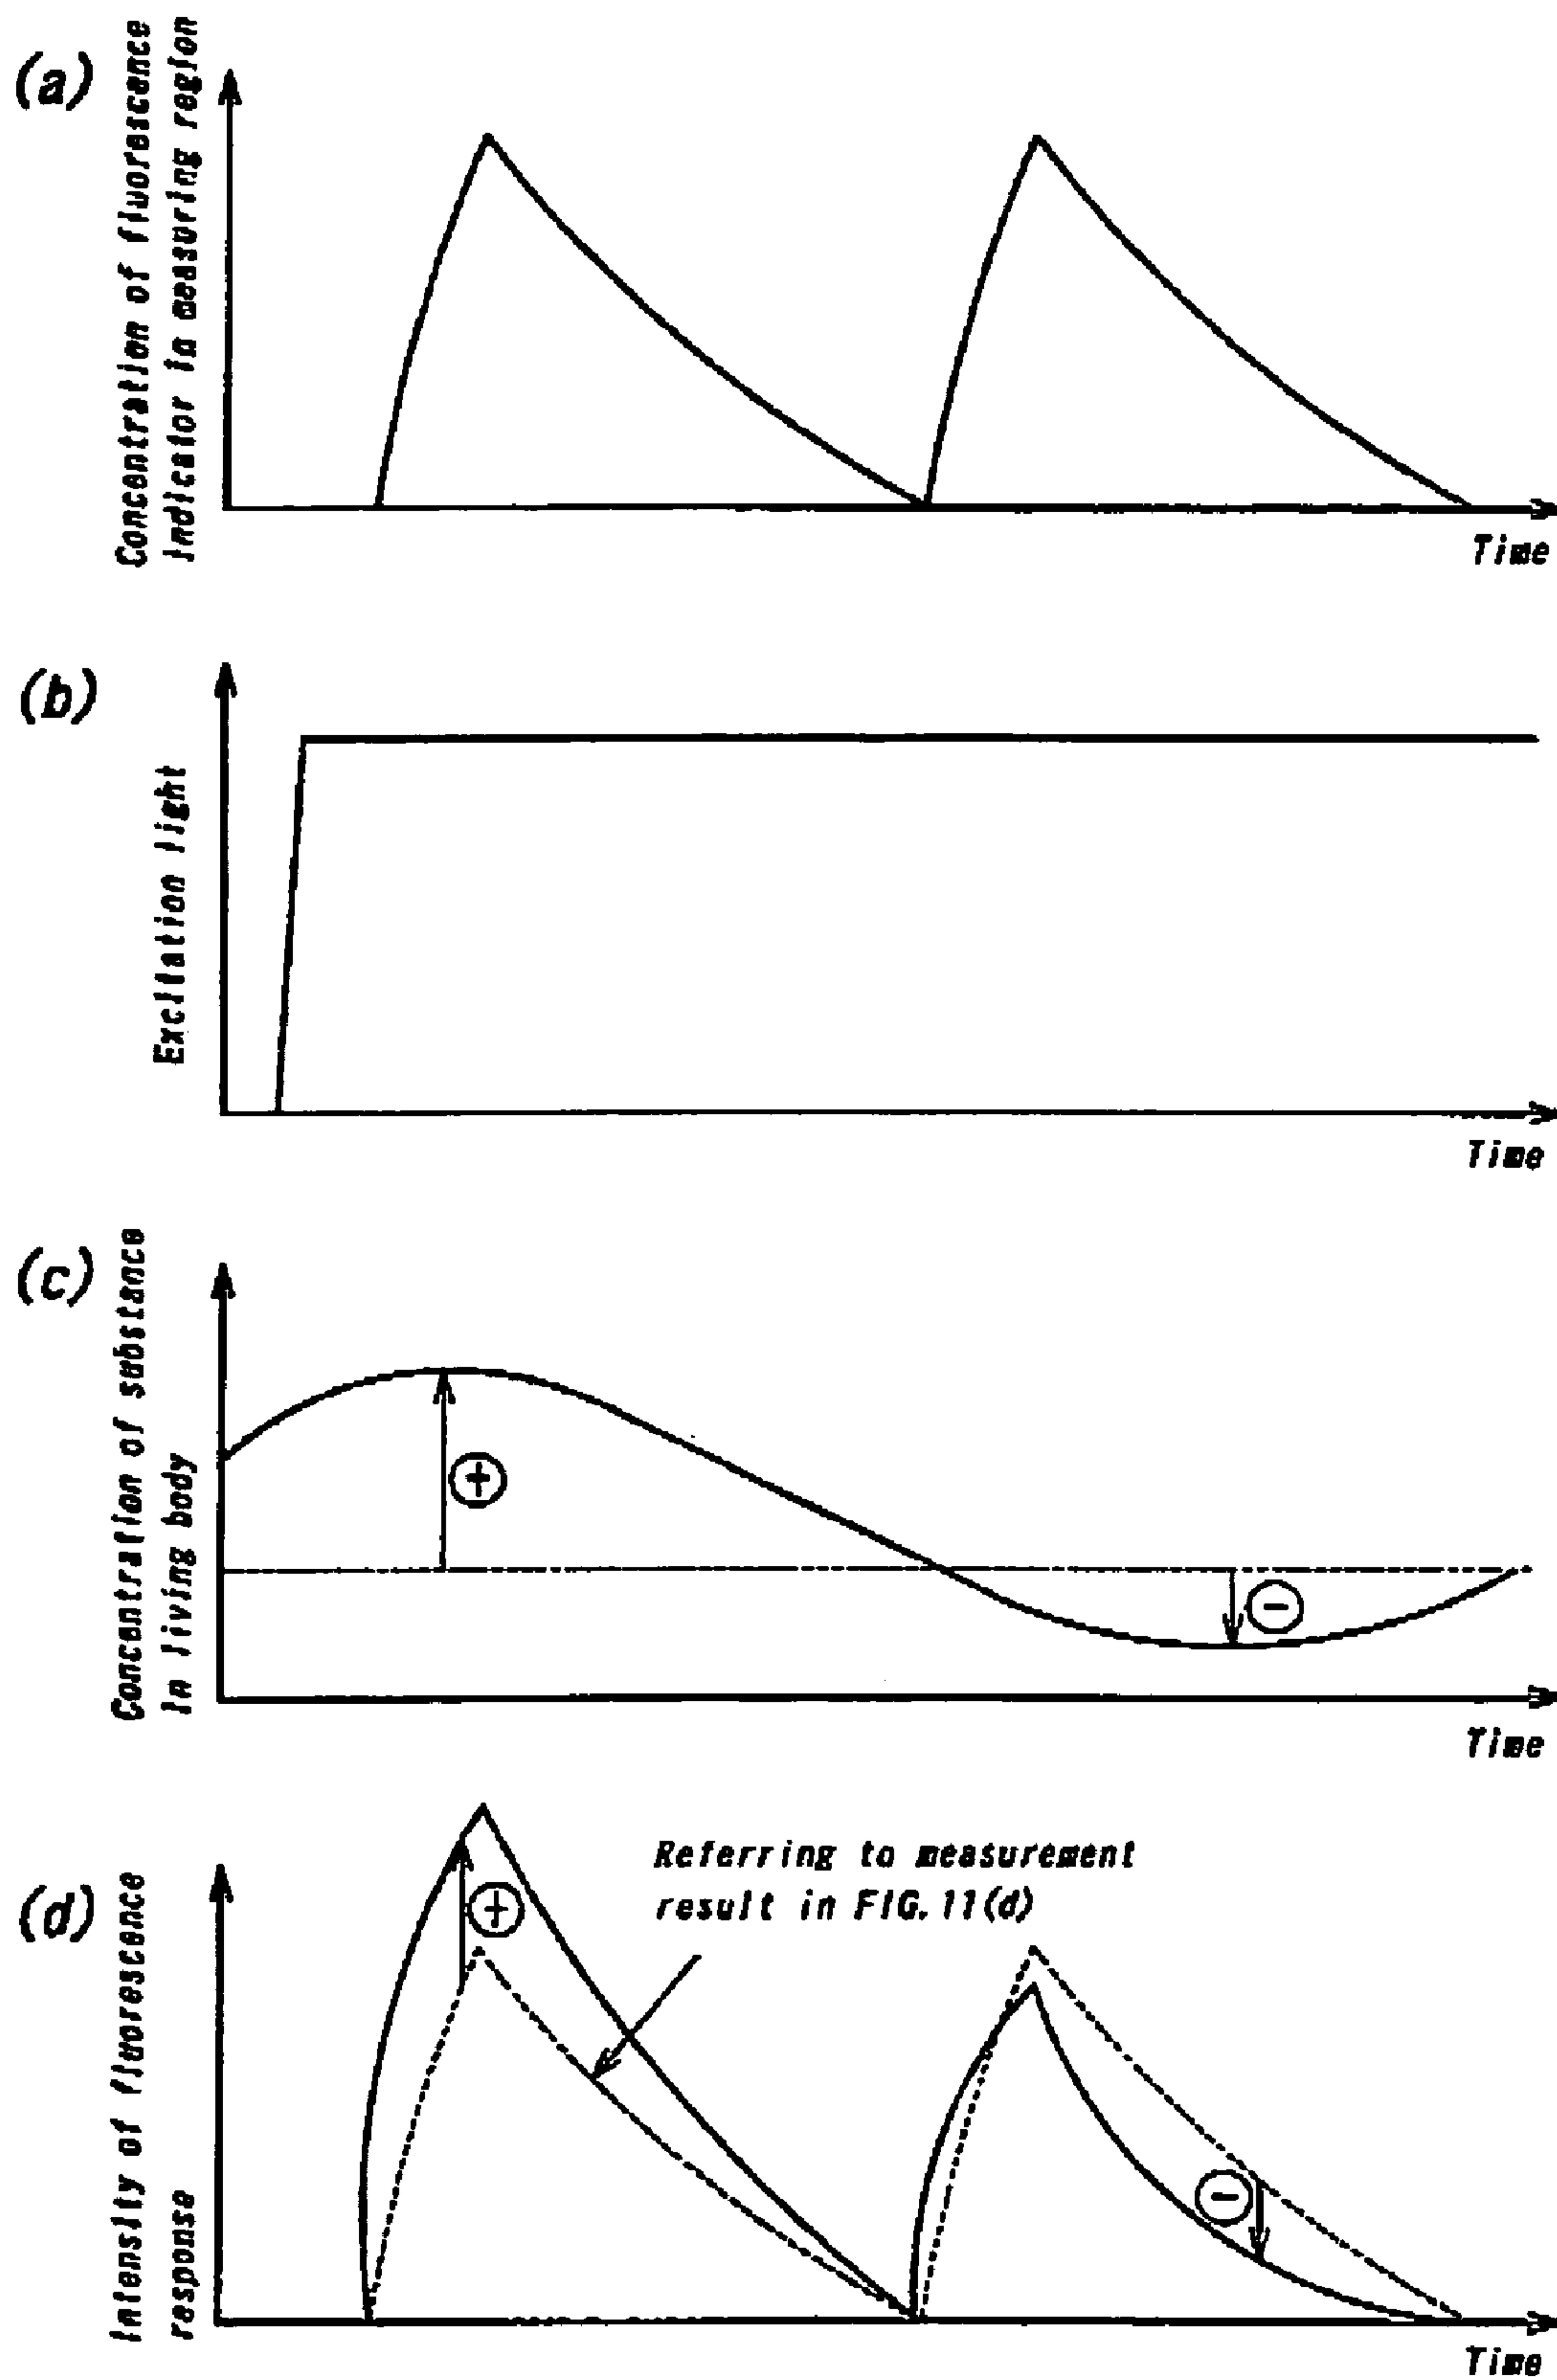 (a)
Concentration of fluorescence
indicator in measuring region
Time
(b)
Excitation light
Time
(c)
Concentration of substance
in living body
+
−
Time
(d)
Intensity of fluorescence
response
+
Referring to measurement
result in FIG. 11(d)
−
Time